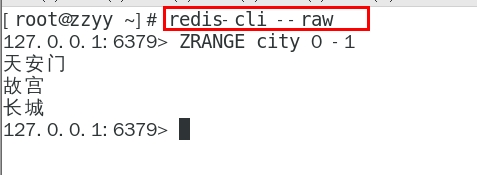 [root@zzyy ~]# redis-cli --raw
127.0.0.1:6379> ZRANGE city 0 -1
天安门
故宫
长城
127.0.0.1:6379>